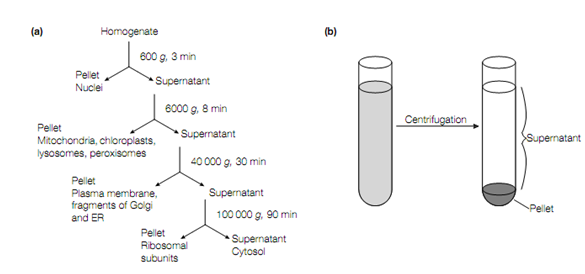 (a)
Homogenate
600 g, 3 min
Pellet
Nuclei
Supernatant
6000 g, 8 min
Pellet
Mitochondria, chloroplasts,
lysosomes, peroxisomes
Supernatant
40 000 g, 30 min
Pellet
Plasma membrane,
fragments of Golgi
and ER
Supernatant
100 000 g, 90 min
Pellet
Ribosomal
subunits
Supernatant
Cytosol
(b)
Centrifugation
Supernatant
Pellet